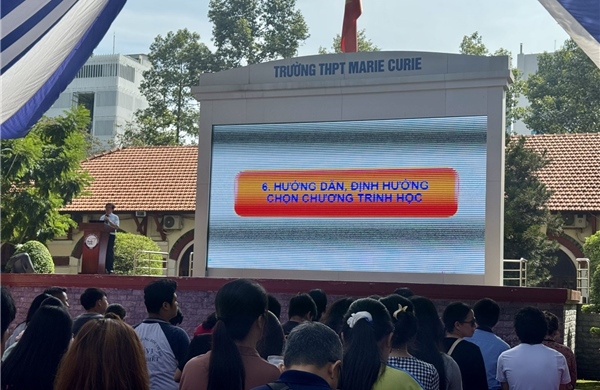 TRƯỜNG THPT MARIE CURIE
6. HƯỚNG DẪN, ĐỊNH HƯỚNG
CHỌN CHƯƠNG TRÌNH HỌC